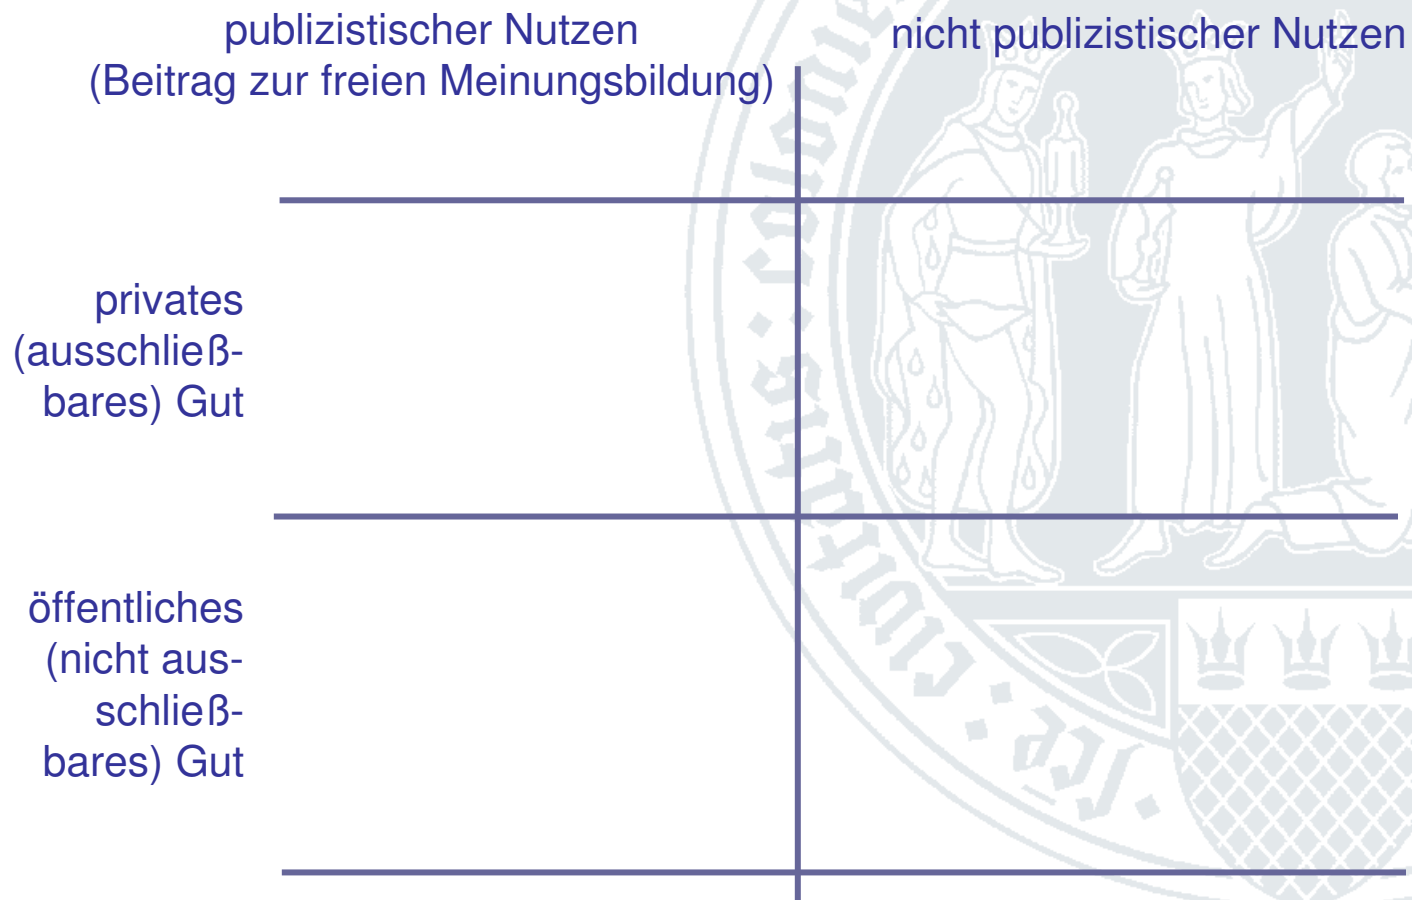 publizistischer Nutzen
(Beitrag zur freien Meinungsbildung)
nicht publizistischer Nutzen
privates
(ausschließ-
bares) Gut
öffentliches
(nicht aus-
schließ-
bares) Gut